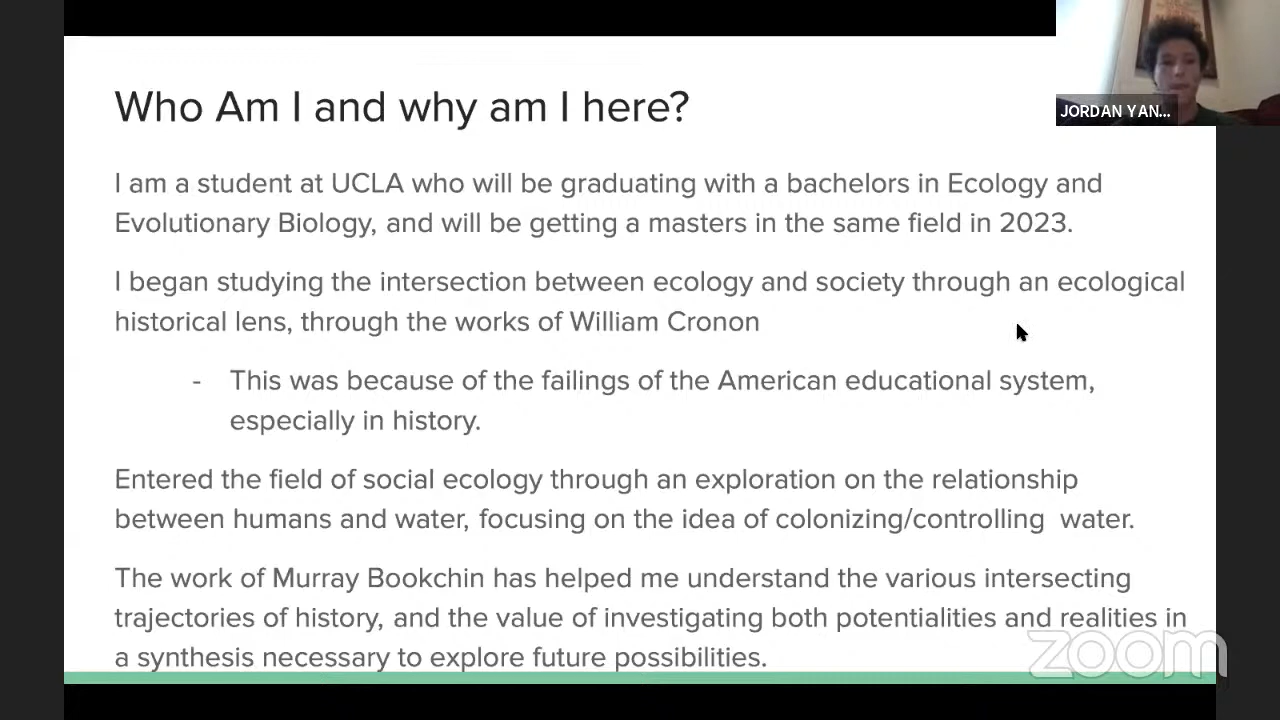 Who Am I and why am I here?
JORDAN YAN...
I am a student at UCLA who will be graduating with a bachelors in Ecology and
Evolutionary Biology, and will be getting a masters in the same field in 2023.
I began studying the intersection between ecology and society through an ecological
historical lens, through the works of William Cronon
- This was because of the failings of the American educational system,
especially in history.
Entered the field of social ecology through an exploration on the relationship
between humans and water, focusing on the idea of colonizing/controlling  water.
The work of Murray Bookchin has helped me understand the various intersecting
trajectories of history, and the value of investigating both potentialities and realities in
a synthesis necessary to explore future possibilities.
zoom